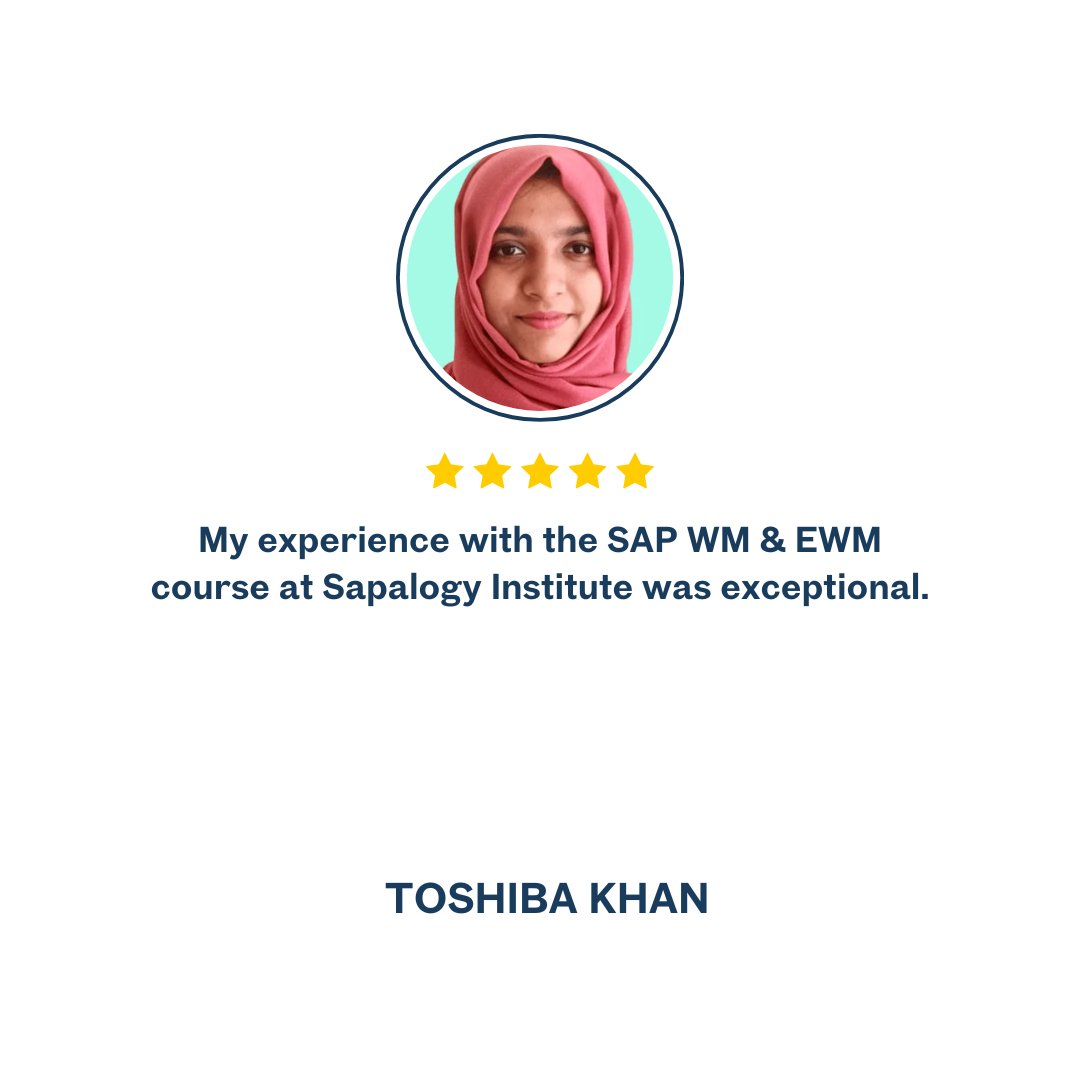 My experience with the SAP WM & EWM
course at Sapalogy Institute was exceptional.
TOSHIBA KHAN